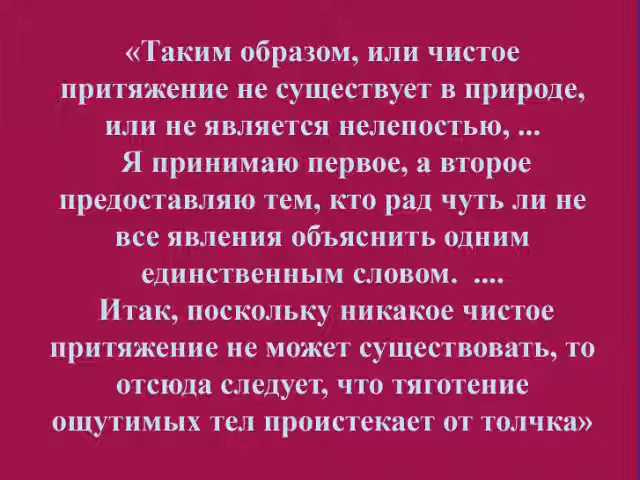 «Таким образом, или чистое
притяжение не существует в природе,
или не является нелепостью, ...
Я принимаю первое, а второе
предоставляю тем, кто рад чуть ли не
все явления объяснить одним
единственным словом.  ....
Итак, поскольку никакое чистое
притяжение не может существовать, то
отсюда следует, что тяготение
ощутимых тел проистекает от толчка»